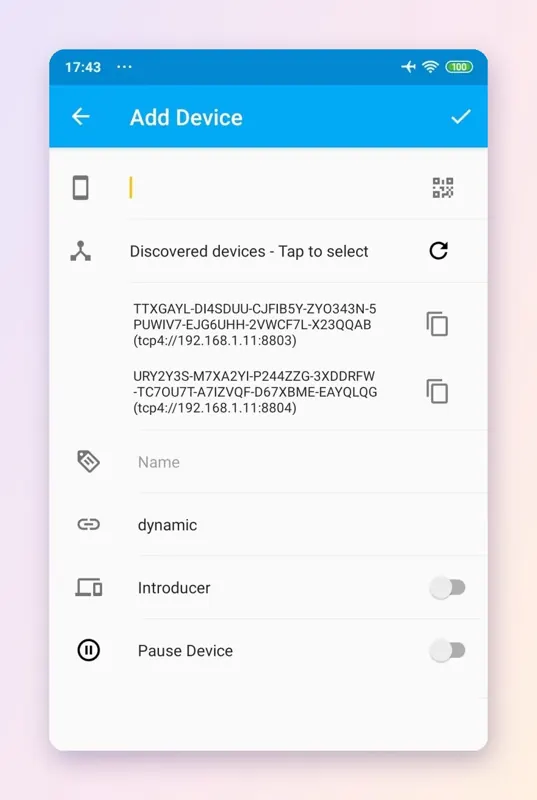 17:43 ... 100
Add Device
Discovered devices - Tap to select
TTXGAYL-DI4SDUU-CJFIB5Y-ZYO343N-5
PUWIV7-EJG6UHH-2VWCF7L-X23QQAB
(tcp4://192.168.1.11:8803)
URY2Y3S-M7XA2YI-P244ZZG-3XDDRFW
-TC7OU7T-A7IZVQF-D67XBME-EAYQLQG
(tcp4://192.168.1.11:8804)
Name
dynamic
Introducer
Pause Device